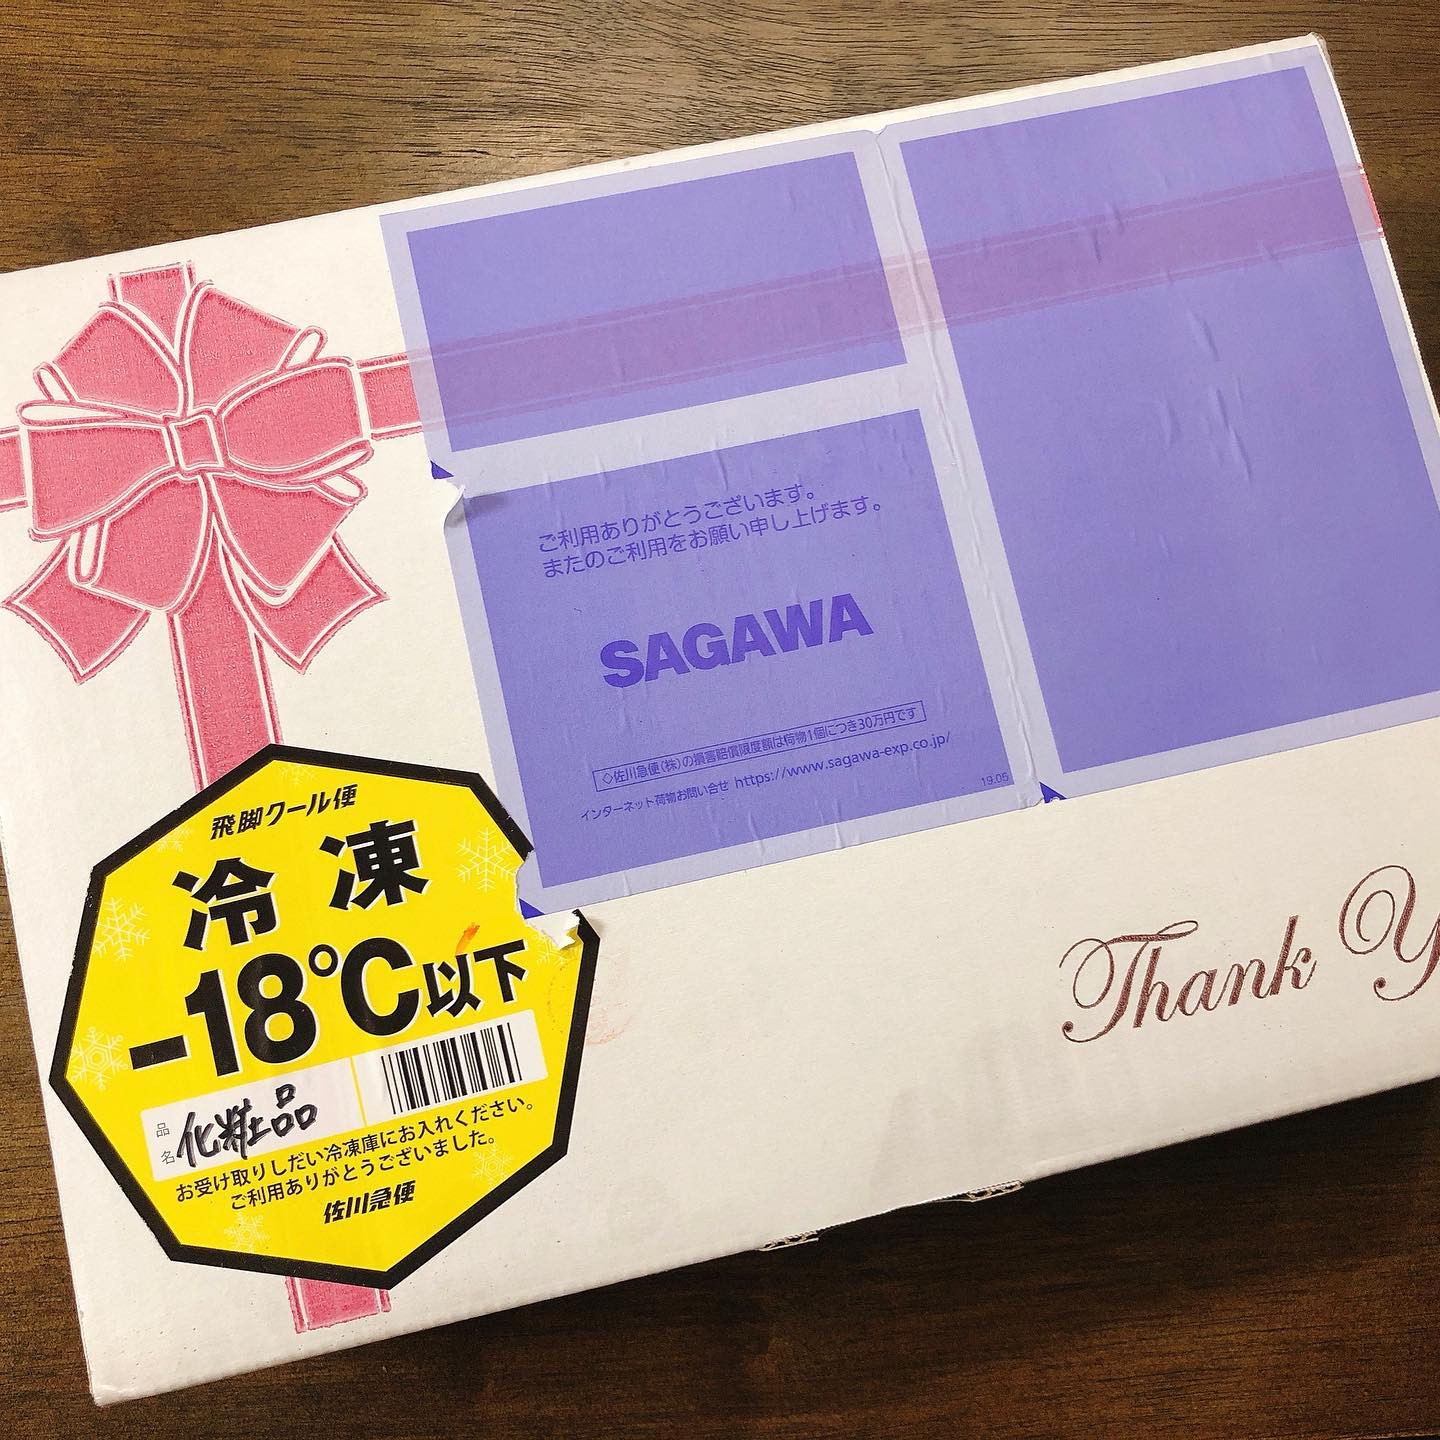 ご利用ありがとうございます。
またのご利用をお願い申し上げます。
SAGAWA
◇佐川急便(株)の損害賠償限度額は荷物1個につき30万円です
インターネット荷物お問い合せ https://www.sagawa-exp.co.jp/
19.05
飛脚クール便
冷凍
-18℃以下
品名 化粧品
お受け取りしだい冷凍庫にお入れください。
ご利用ありがとうございました。
佐川急便
Thank Y